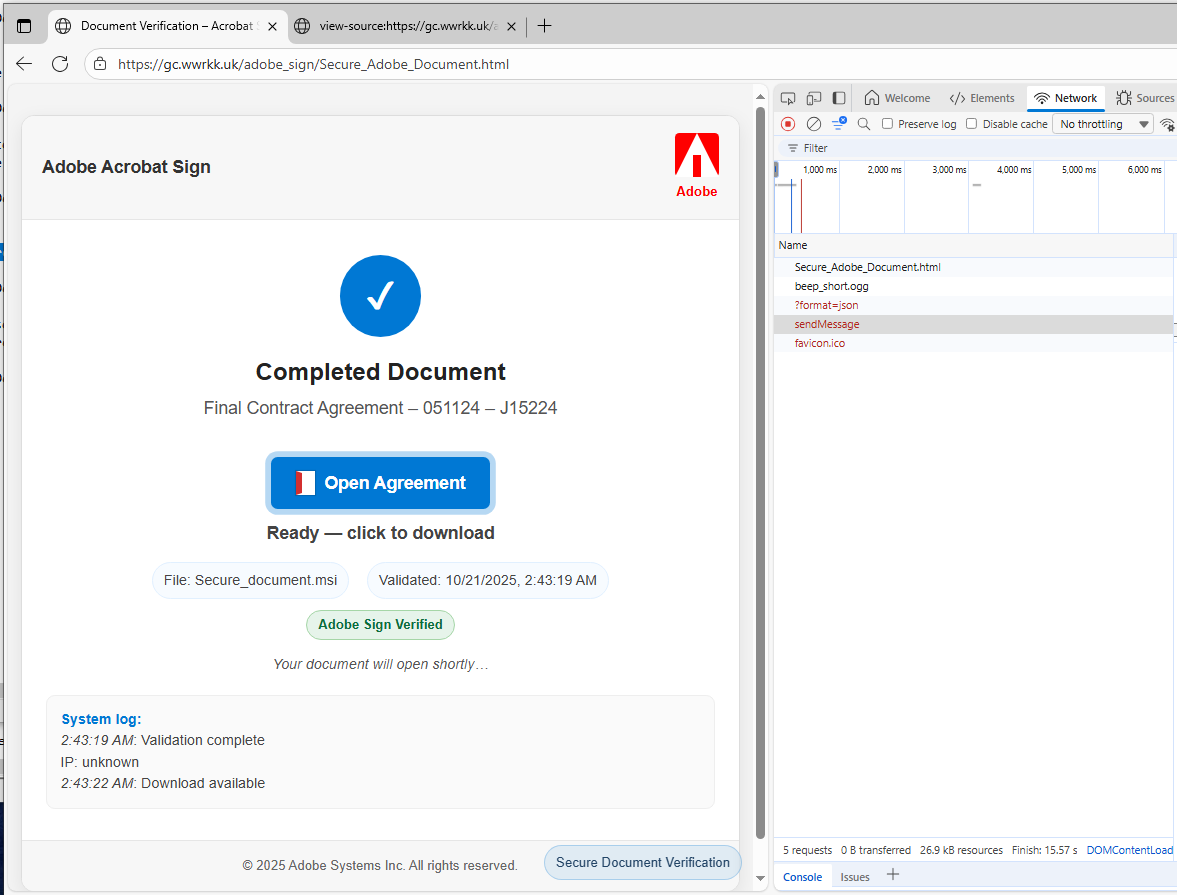 Document Verification – Acrobat S
view-source:https://gc.wwrkk.uk/a
https://gc.wwrkk.uk/adobe_sign/Secure_Adobe_Document.html
Adobe Acrobat Sign
Adobe
Completed Document
Final Contract Agreement – 051124 – J15224
Open Agreement
Ready — click to download
File: Secure_document.msi
Validated: 10/21/2025, 2:43:19 AM
Adobe Sign Verified
Your document will open shortly…
System log:
2:43:19 AM: Validation complete
IP: unknown
2:43:22 AM: Download available
© 2025 Adobe Systems Inc. All rights reserved.
Secure Document Verification
Welcome Elements Network Sources
Preserve log Disable cache No throttling
Filter
1,000 ms 2,000 ms 3,000 ms 4,000 ms 5,000 ms 6,000 ms
Name
Secure_Adobe_Document.html
beep_short.ogg
?format=json
sendMessage
favicon.ico
5 requests 0 B transferred 26.9 kB resources Finish: 15.57 s DOMContentLoad
Console Issues